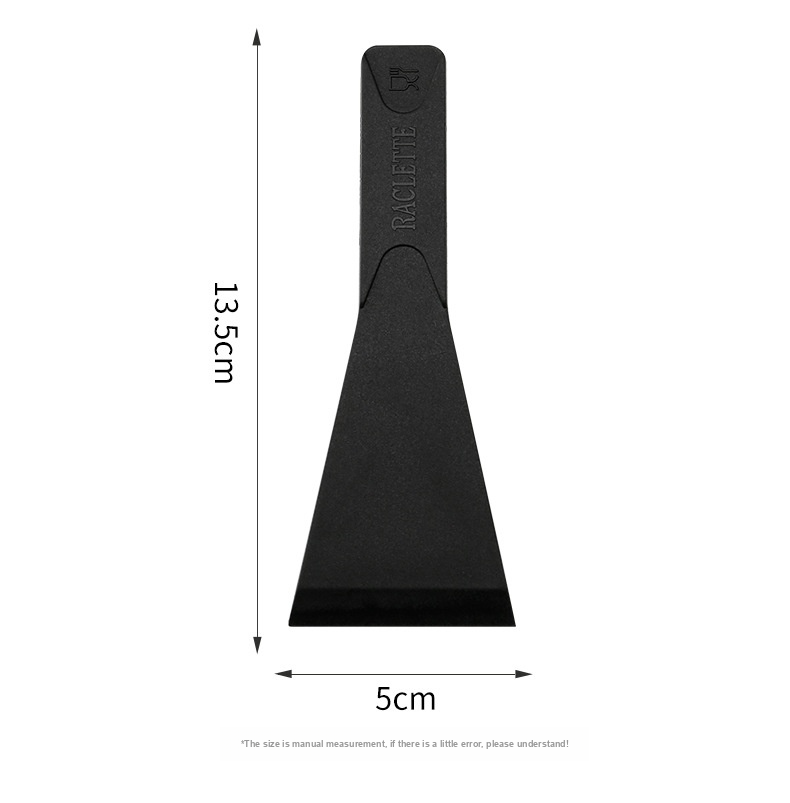 RACLETTE
13.5cm
5cm
*The size is manual measurement, if there is a little error, please understand!